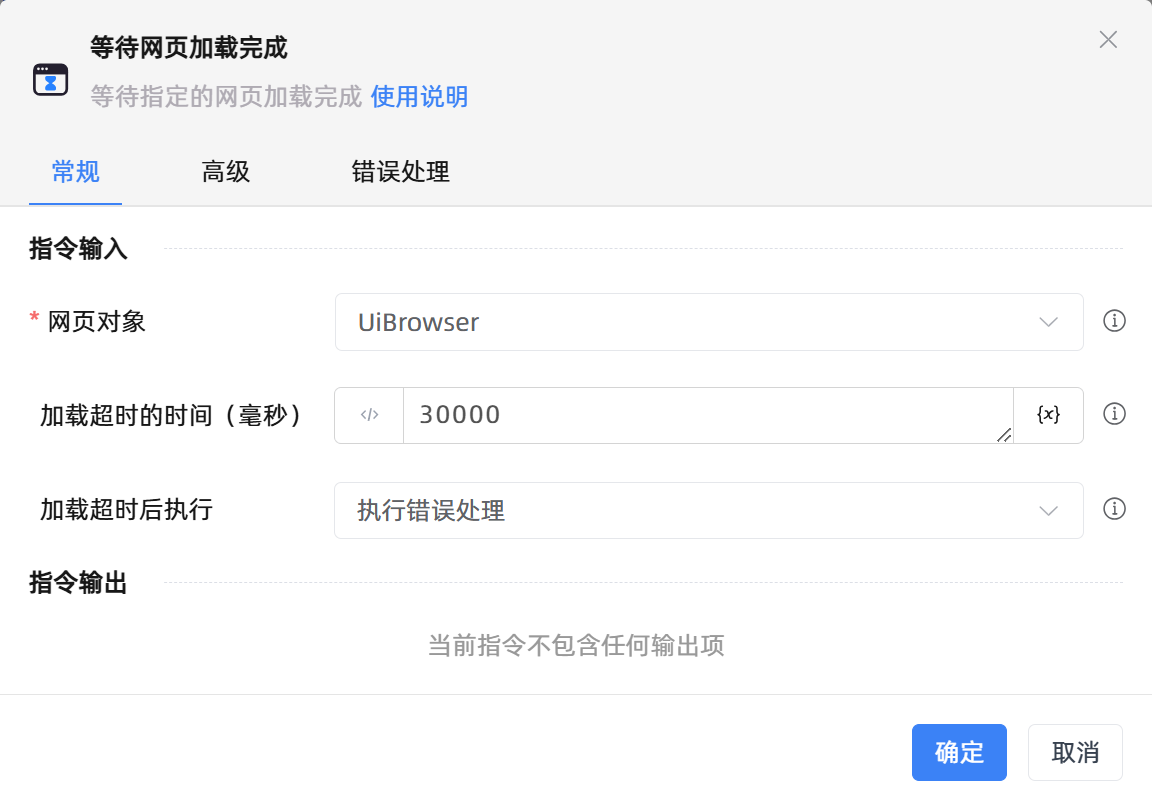 等待网页加载完成
等待指定的网页加载完成 使用说明
常规 高级 错误处理
指令输入
* 网页对象 UiBrowser
加载超时的时间（毫秒） </> 30000 {x}
加载超时后执行 执行错误处理
指令输出
当前指令不包含任何输出项
确定 取消